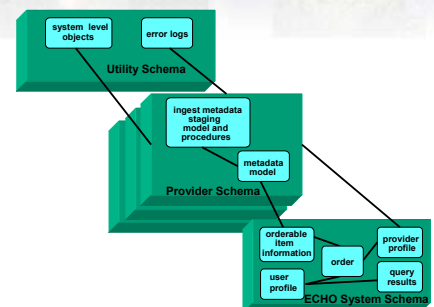 system level
objects
error logs
Utility Schema
ingest metadata
staging
model and
procedures
metadata
model
Provider Schema
orderable
item
information
order
provider
profile
user
profile
query
results
ECHO System Schema